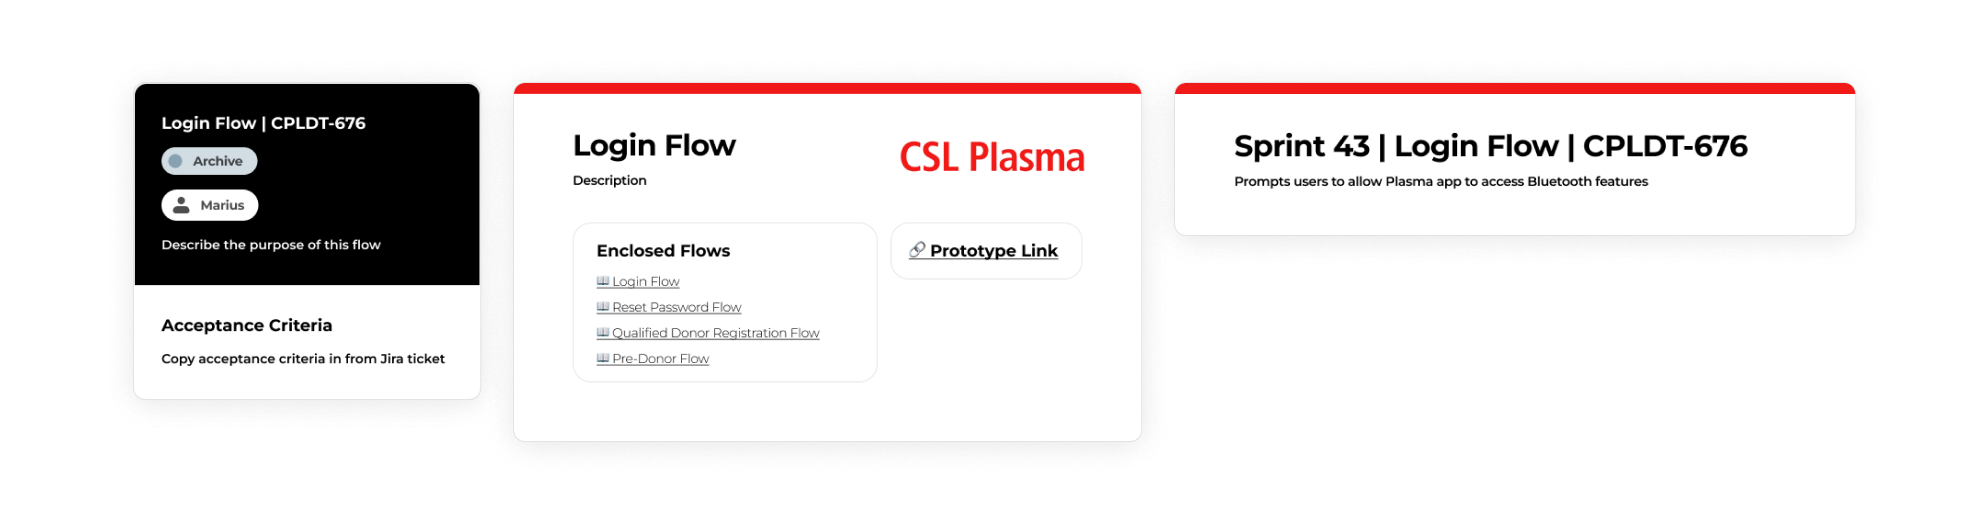 Login Flow | CPLDT-676
Archive
Marius
Describe the purpose of this flow
Acceptance Criteria
Copy acceptance criteria in from Jira ticket
Login Flow
Description
CSL Plasma
Enclosed Flows
Login Flow
Reset Password Flow
Qualified Donor Registration Flow
Pre-Donor Flow
Prototype Link
Sprint 43 | Login Flow | CPLDT-676
Prompts users to allow Plasma app to access Bluetooth features